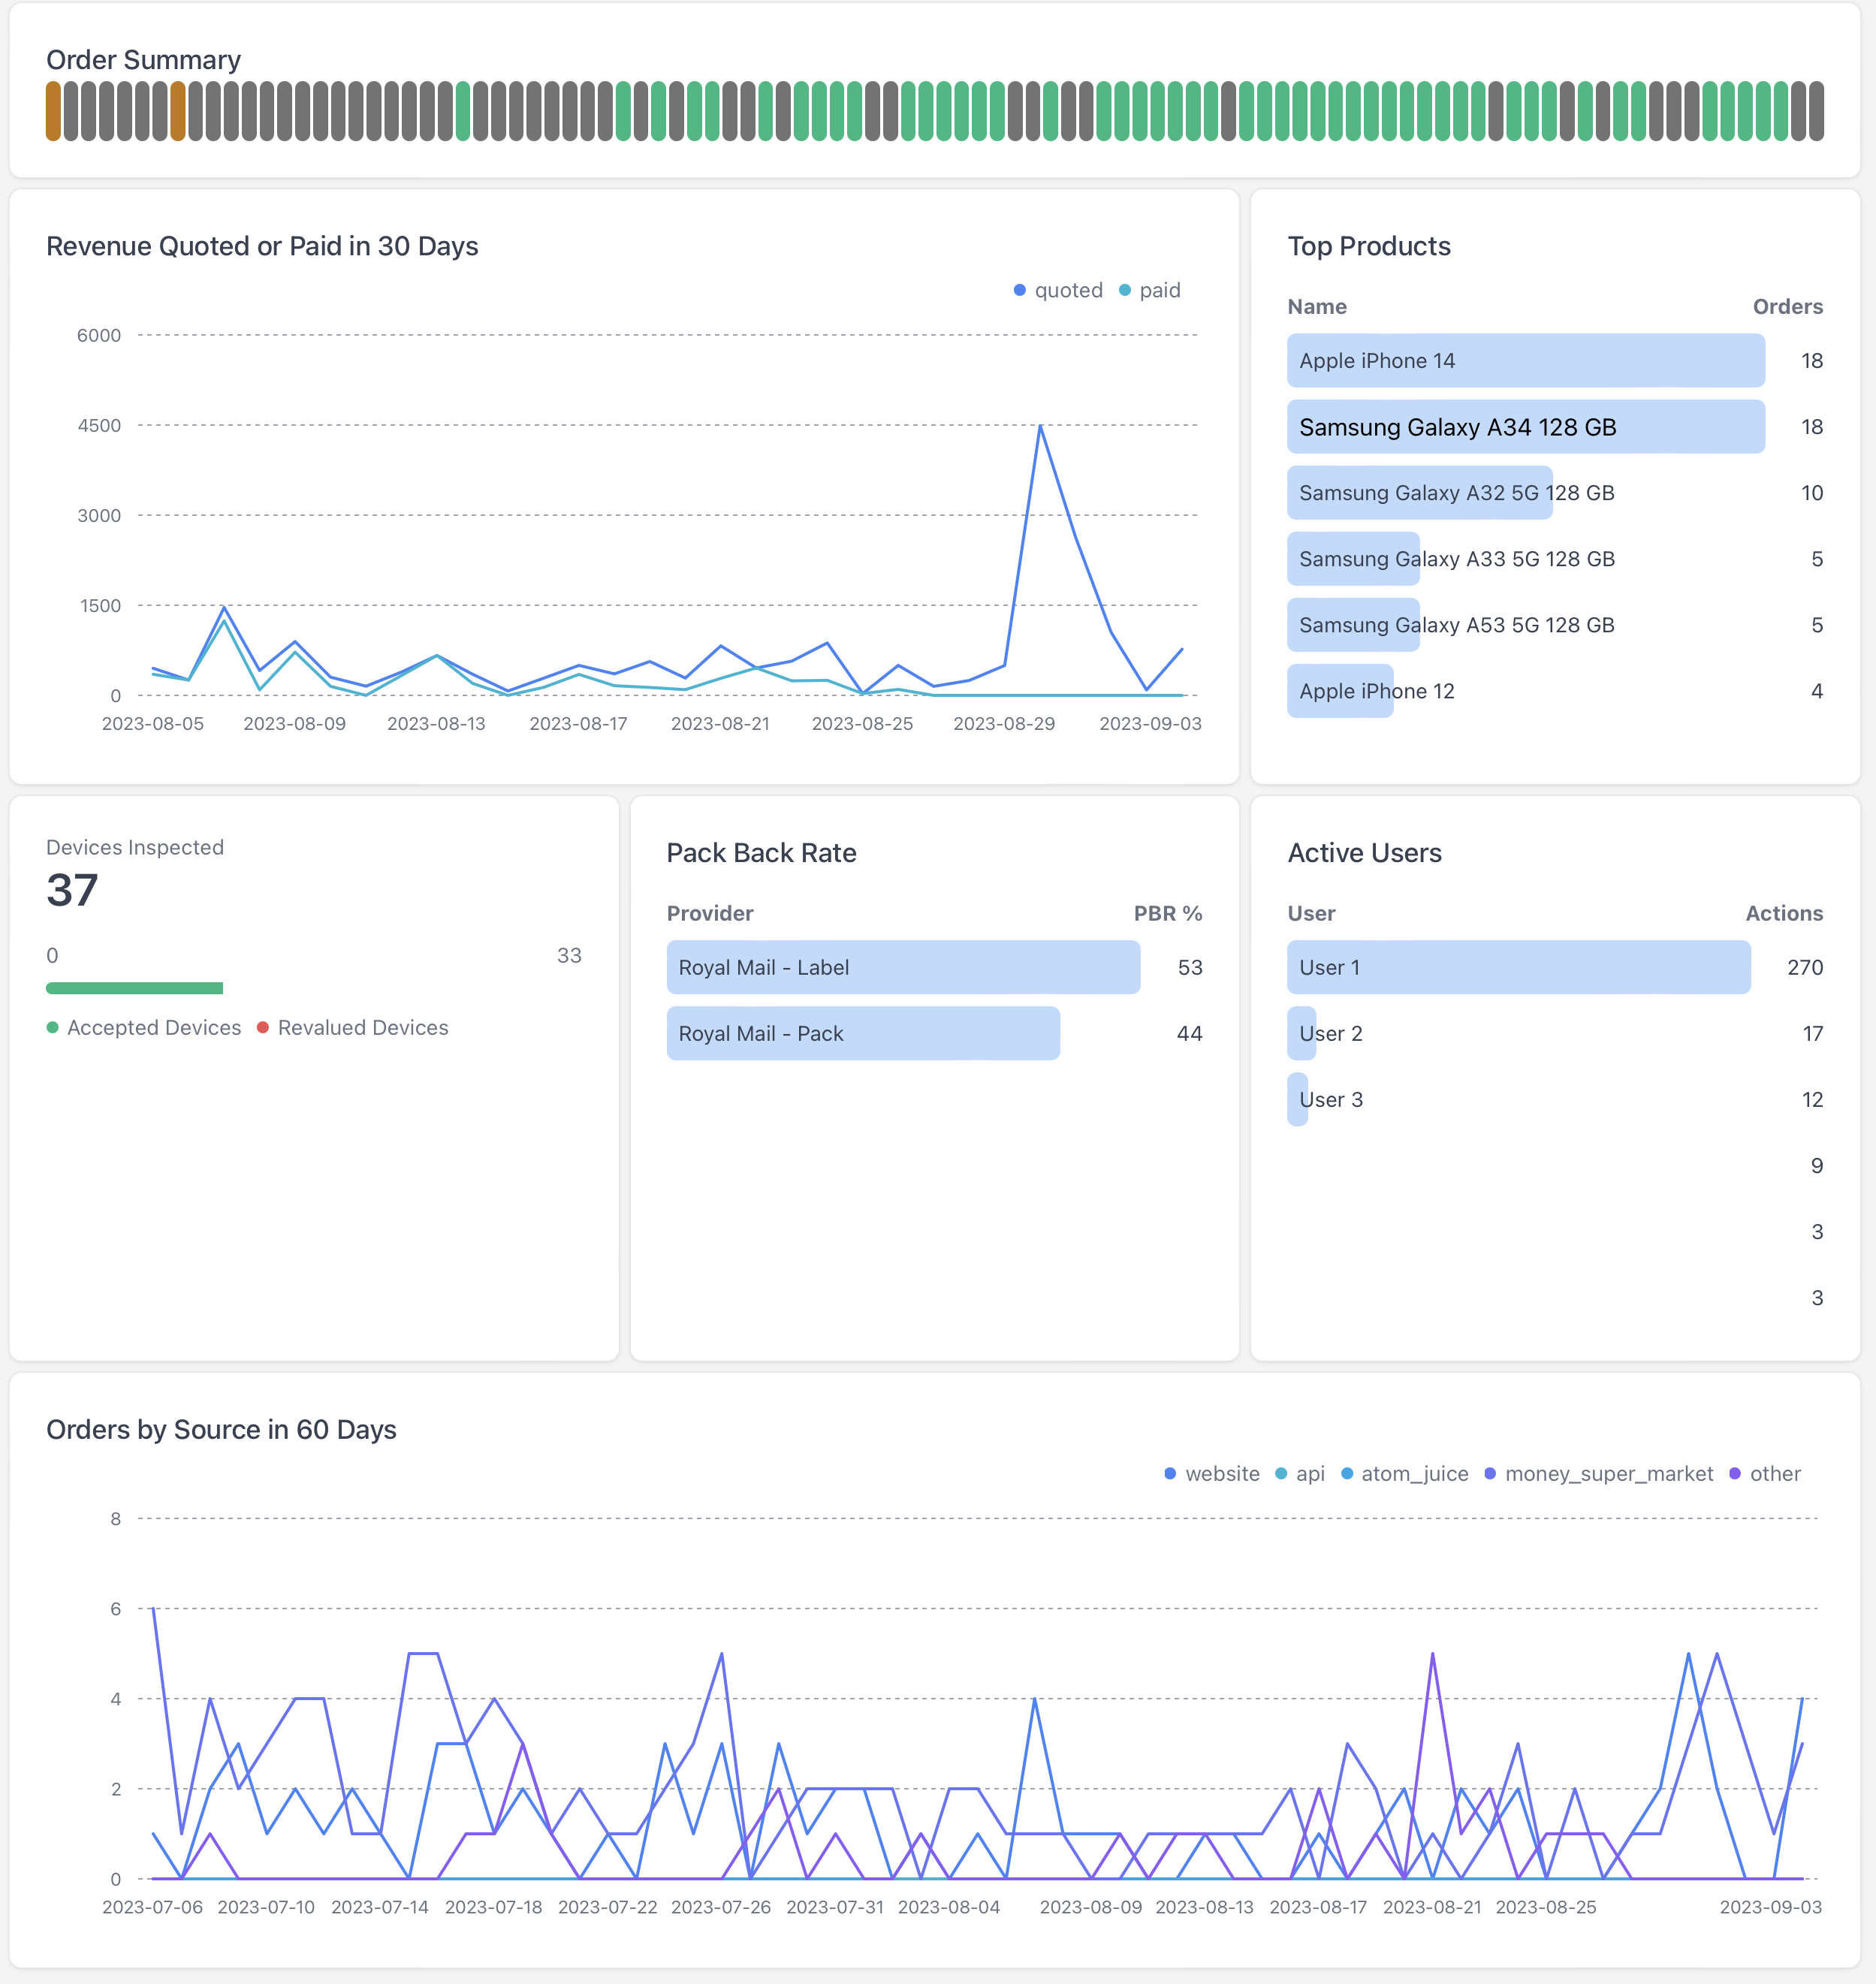 Order Summary
Revenue Quoted or Paid in 30 Days
quoted paid
6000
4500
3000
1500
0
2023-08-05 2023-08-09 2023-08-13 2023-08-17 2023-08-21 2023-08-25 2023-08-29 2023-09-03
Top Products
Name Orders
Apple iPhone 14 18
Samsung Galaxy A34 128 GB 18
Samsung Galaxy A32 5G 128 GB 10
Samsung Galaxy A33 5G 128 GB 5
Samsung Galaxy A53 5G 128 GB 5
Apple iPhone 12 4
Devices Inspected
37
0 33
Accepted Devices Revalued Devices
Pack Back Rate
Provider PBR %
Royal Mail - Label 53
Royal Mail - Pack 44
Active Users
User Actions
User 1 270
User 2 17
User 3 12
9
3
3
Orders by Source in 60 Days
website api atom_juice money_super_market other
8
6
4
2
0
2023-07-06 2023-07-10 2023-07-14 2023-07-18 2023-07-22 2023-07-26 2023-07-31 2023-08-04 2023-08-09 2023-08-13 2023-08-17 2023-08-21 2023-08-25 2023-09-03